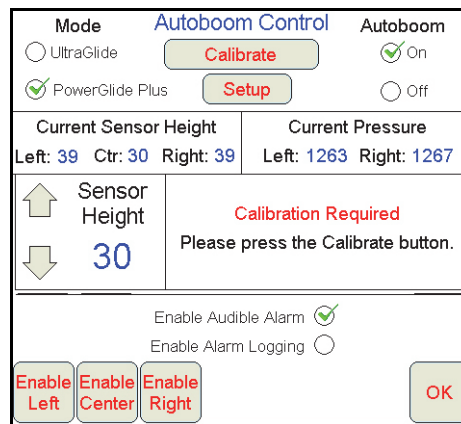 Mode
Autoboom Control
Autoboom
UltraGlide
Calibrate
On
PowerGlide Plus
Setup
Off
Current Sensor Height
Current Pressure
Left: 39 Ctr: 30 Right: 39
Left: 1263 Right: 1267
Sensor
Height
30
Calibration Required
Please press the Calibrate button.
Enable Audible Alarm
Enable Alarm Logging
Enable
Left
Enable
Center
Enable
Right
OK